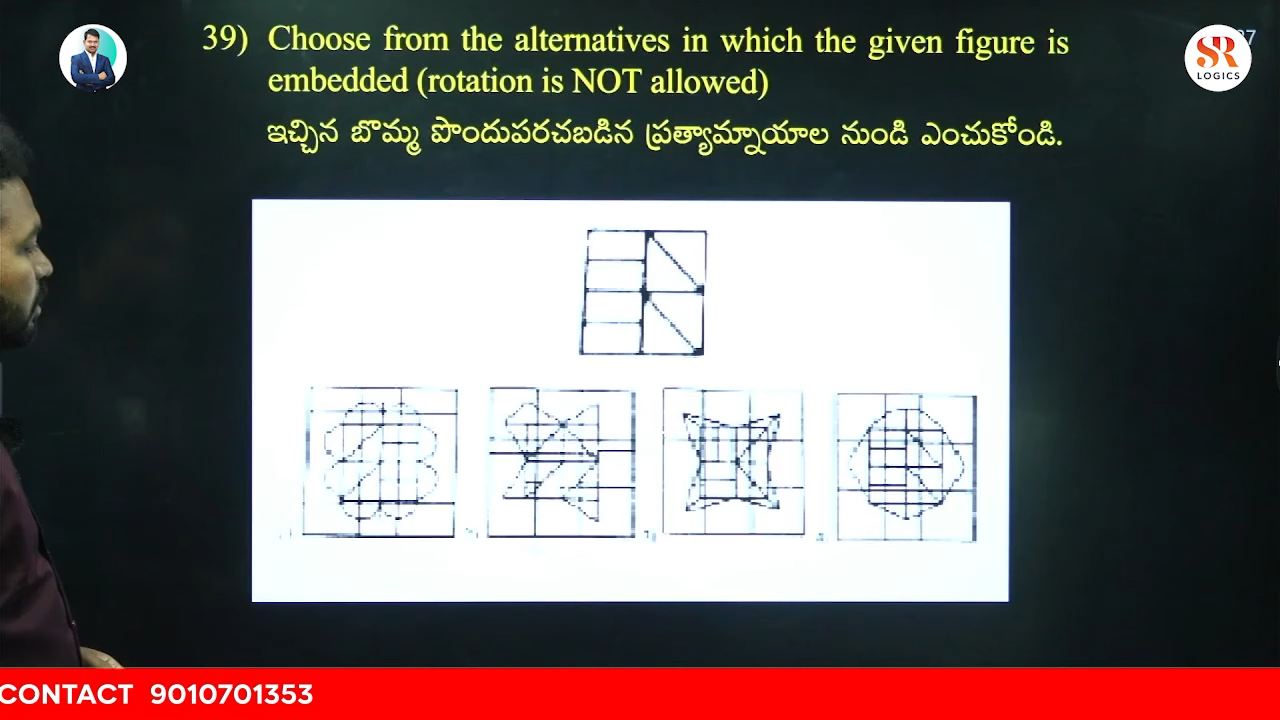 39) Choose from the alternatives in which the given figure is
embedded (rotation is NOT allowed)
ఇచ్చిన బొమ్మ పొందుపరచబడిన ప్రత్యామ్నాయాల నుండి ఎంచుకోండి.
SR
LOGICS
CONTACT 9010701353